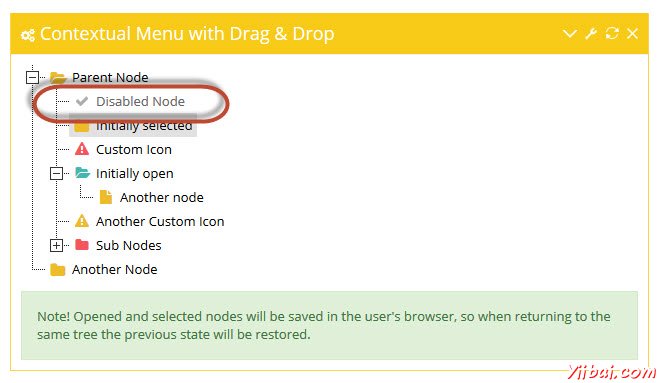 Contextual Menu with Drag & Drop
Parent Node
Disabled Node
Initially selected
Custom Icon
Initially open
Another node
Another Custom Icon
Sub Nodes
Another Node
Note! Opened and selected nodes will be saved in the user's browser, so when returning to the
same tree the previous state will be restored.
Yiibai.com